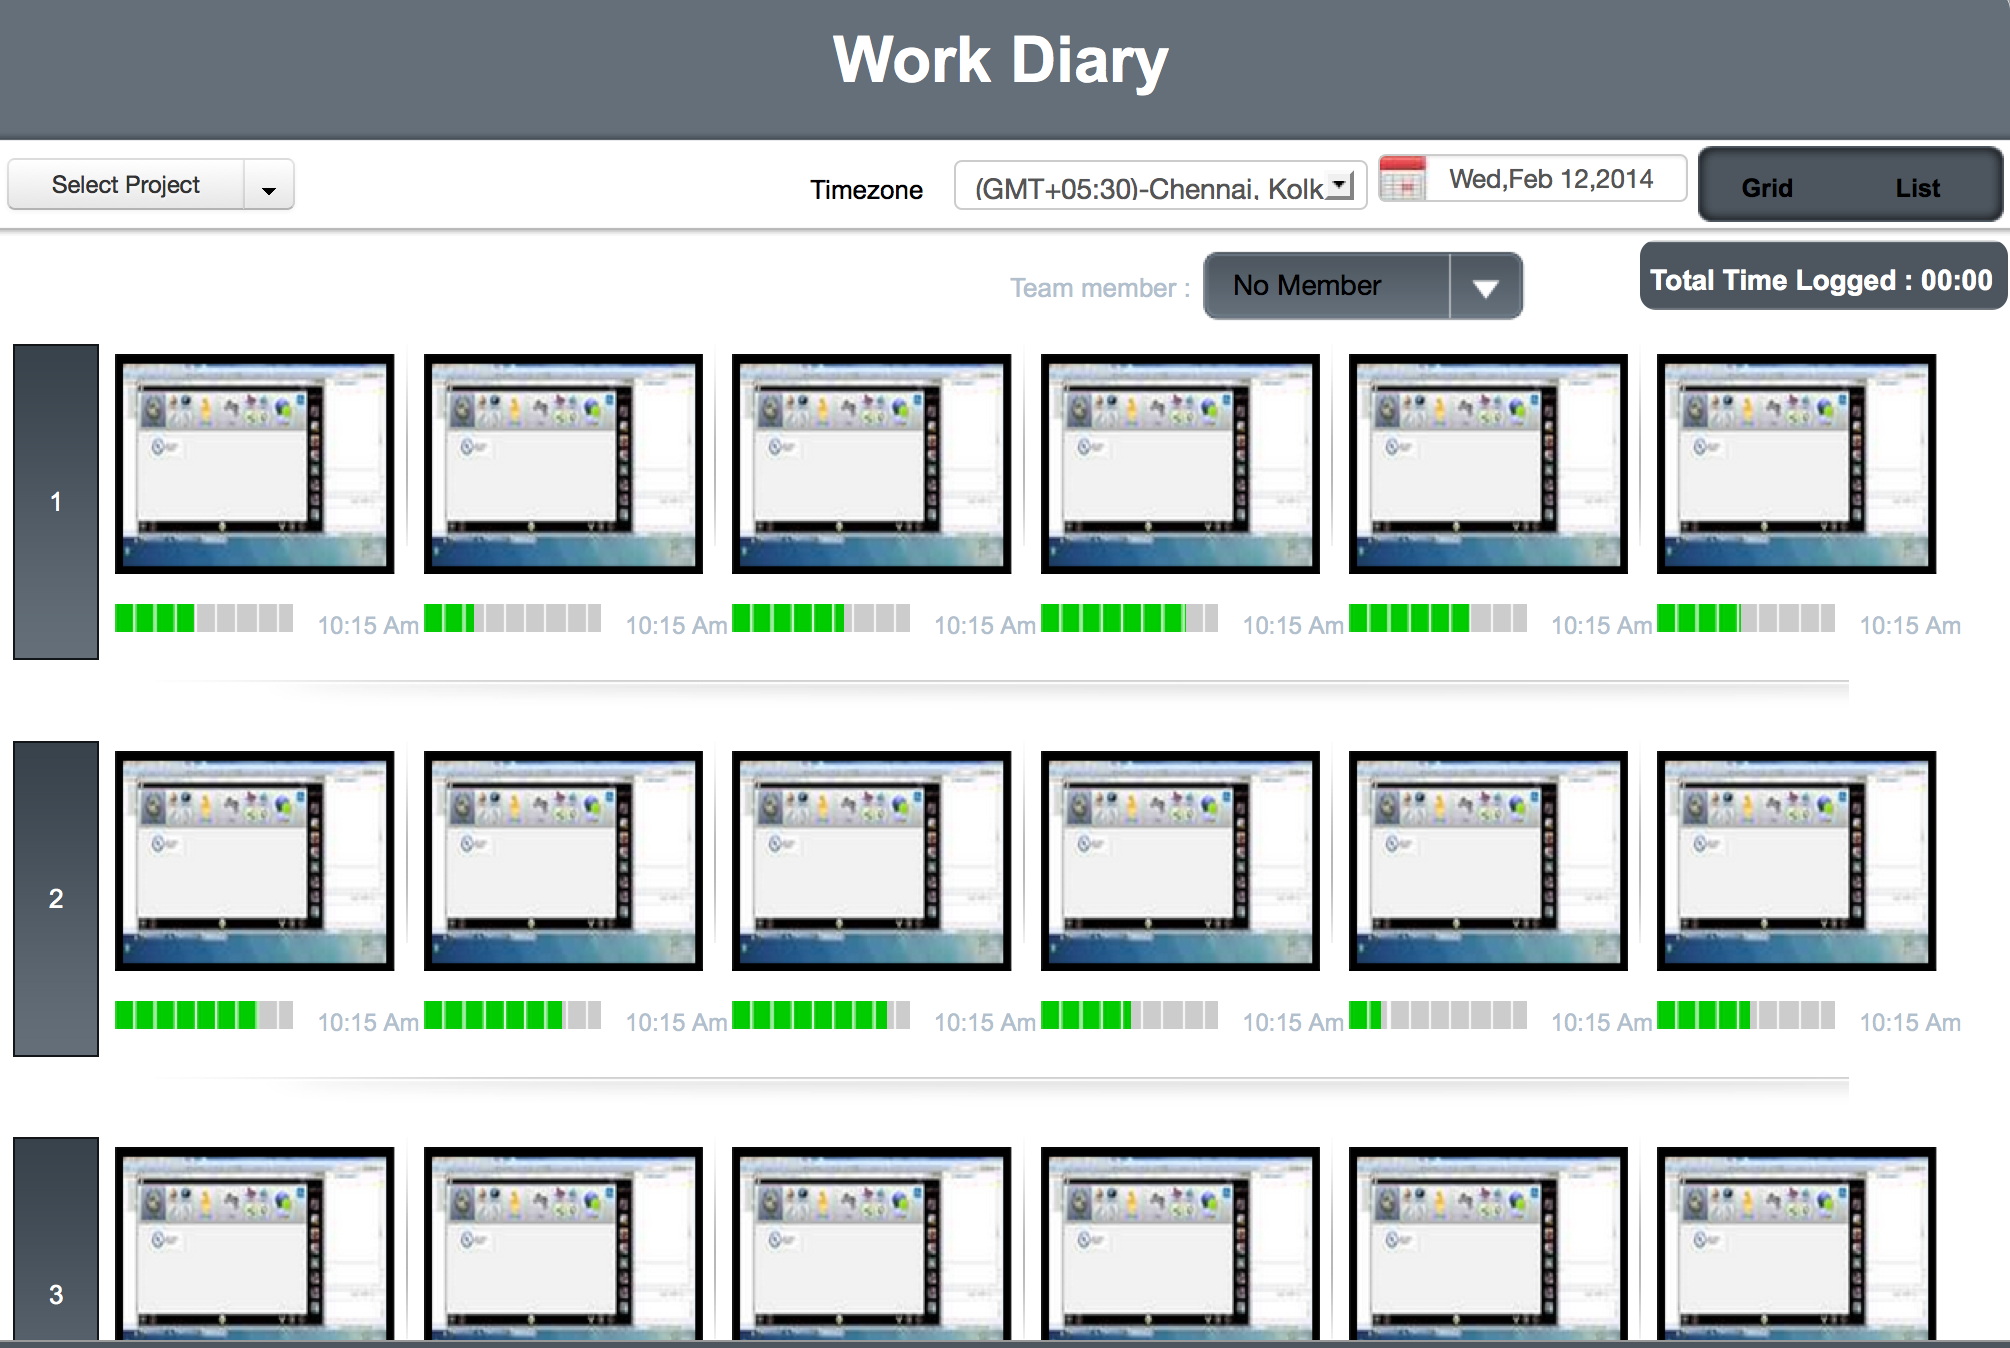 Work Diary
Select Project
Timezone
(GMT+05:30)-Chennai, Kolk
Wed,Feb 12,2014
Grid
List
Team member :
No Member
Total Time Logged : 00:00
1
10:15 Am
10:15 Am
10:15 Am
10:15 Am
10:15 Am
10:15 Am
2
10:15 Am
10:15 Am
10:15 Am
10:15 Am
10:15 Am
10:15 Am
3